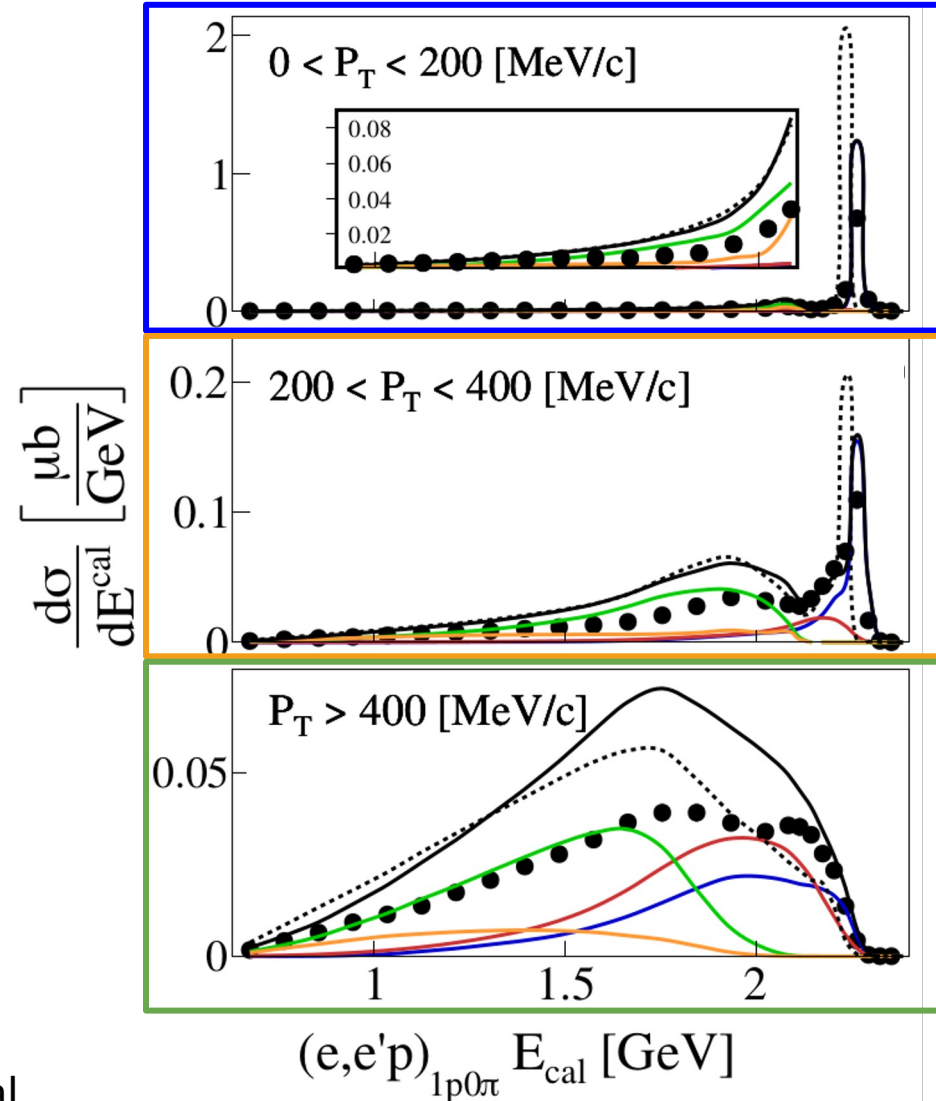 2
0 < P_T < 200 [MeV/c]
0.08
0.06
0.04
0.02
1
0
0.2
200 < P_T < 400 [MeV/c]
0.1
0
dσ/dE^cal [μb/GeV]
P_T > 400 [MeV/c]
0.05
0
1 1.5 2
(e,e'p)_1p0π E_cal [GeV]